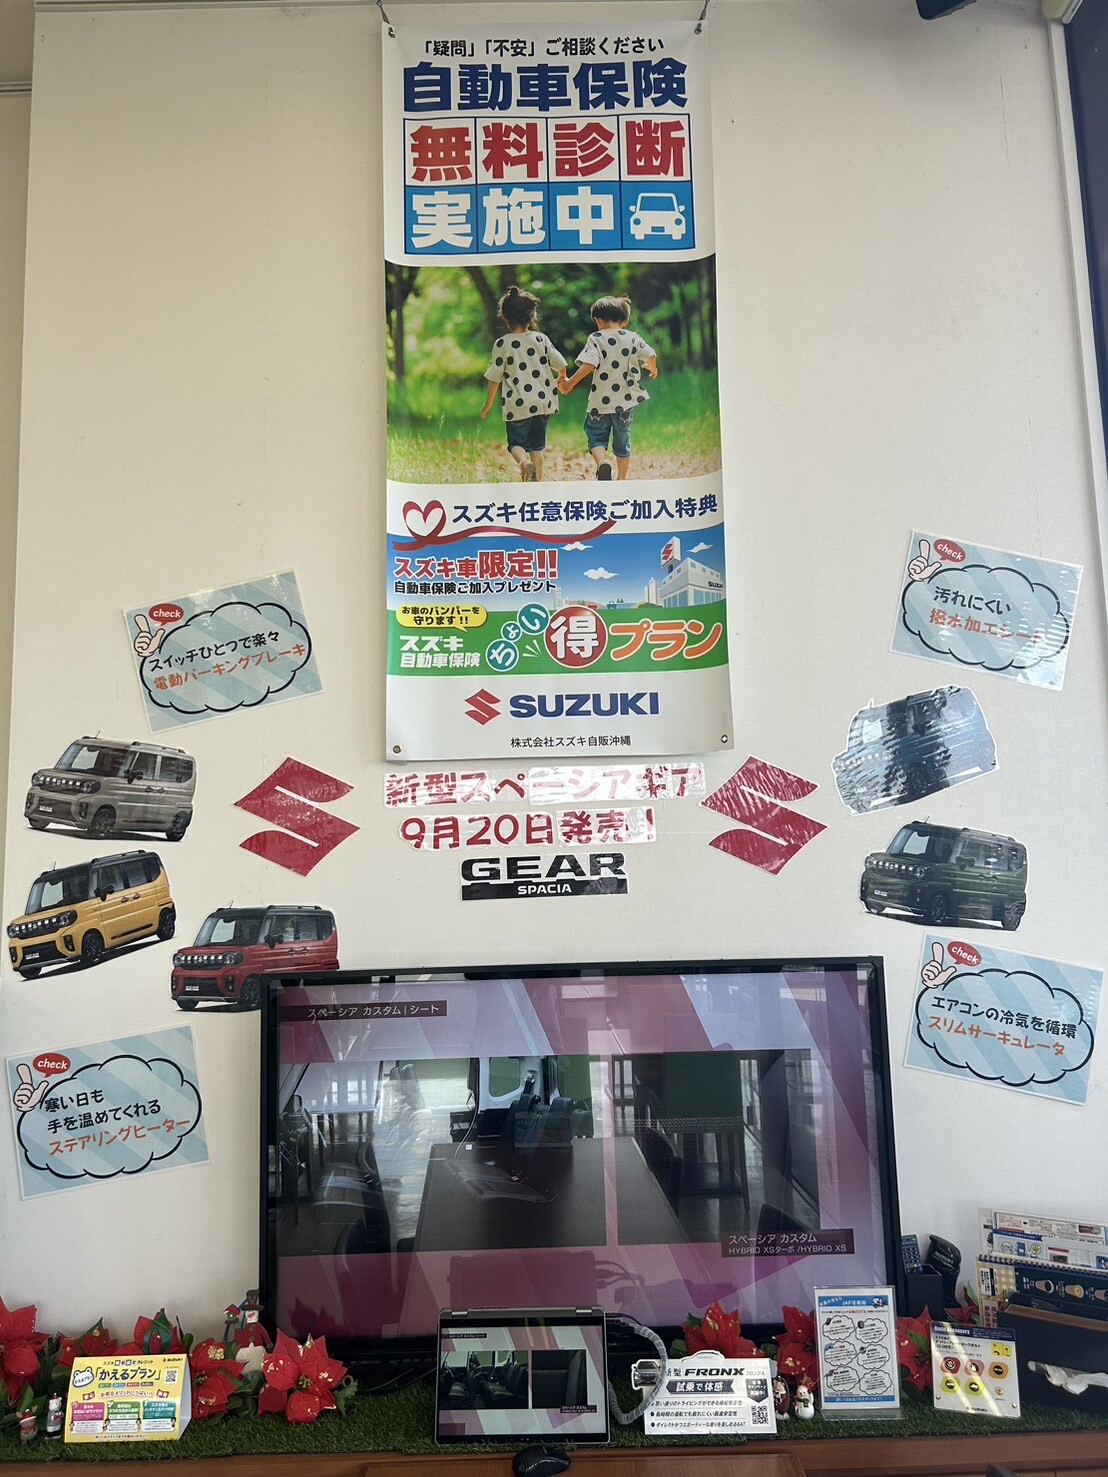 「疑問」「不安」ご相談ください
自動車保険
無料診断
実施中
スズキ任意保険ご加入特典
スズキ車限定!!
自動車保険ご加入プレゼント
お車のバンパーを
守ります!!
スズキ
自動車保険
ちょい得プラン
SUZUKI
株式会社スズキ自販沖縄
check
スイッチひとつで楽々
電動パーキングブレーキ
check
汚れにくい
撥水加工シート
新型スペーシアギア
9月20日発売!
GEAR
SPACIA
check
寒い日も
手を温めてくれる
ステアリングヒーター
check
エアコンの冷気を循環
スリムサーキュレータ
スペーシア カスタム | シート
スペーシア カスタム
HYBRID XSターボ / HYBRID XS
SUZUKI
「かえるプラン」
新型 FRONX フロンクス
試乗で体感
JAF